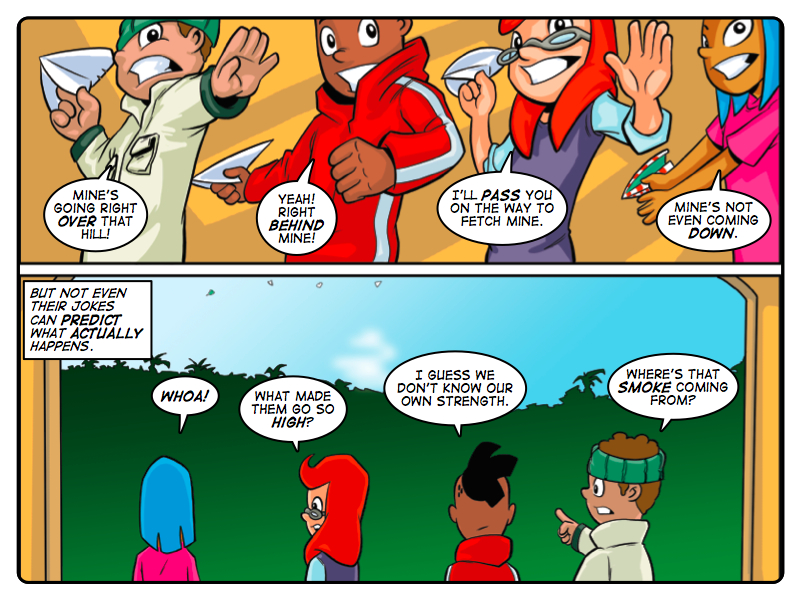 MINE'S
GOING RIGHT
OVER THAT
HILL!
YEAH!
RIGHT
BEHIND
MINE!
I'LL PASS YOU
ON THE WAY TO
FETCH MINE.
MINE'S NOT
EVEN COMING
DOWN.
BUT NOT EVEN
THEIR JOKES
CAN PREDICT
WHAT ACTUALLY
HAPPENS.
WHOA!
WHAT MADE
THEM GO SO
HIGH?
I GUESS WE
DON'T KNOW OUR
OWN STRENGTH.
WHERE'S THAT
SMOKE COMING
FROM?